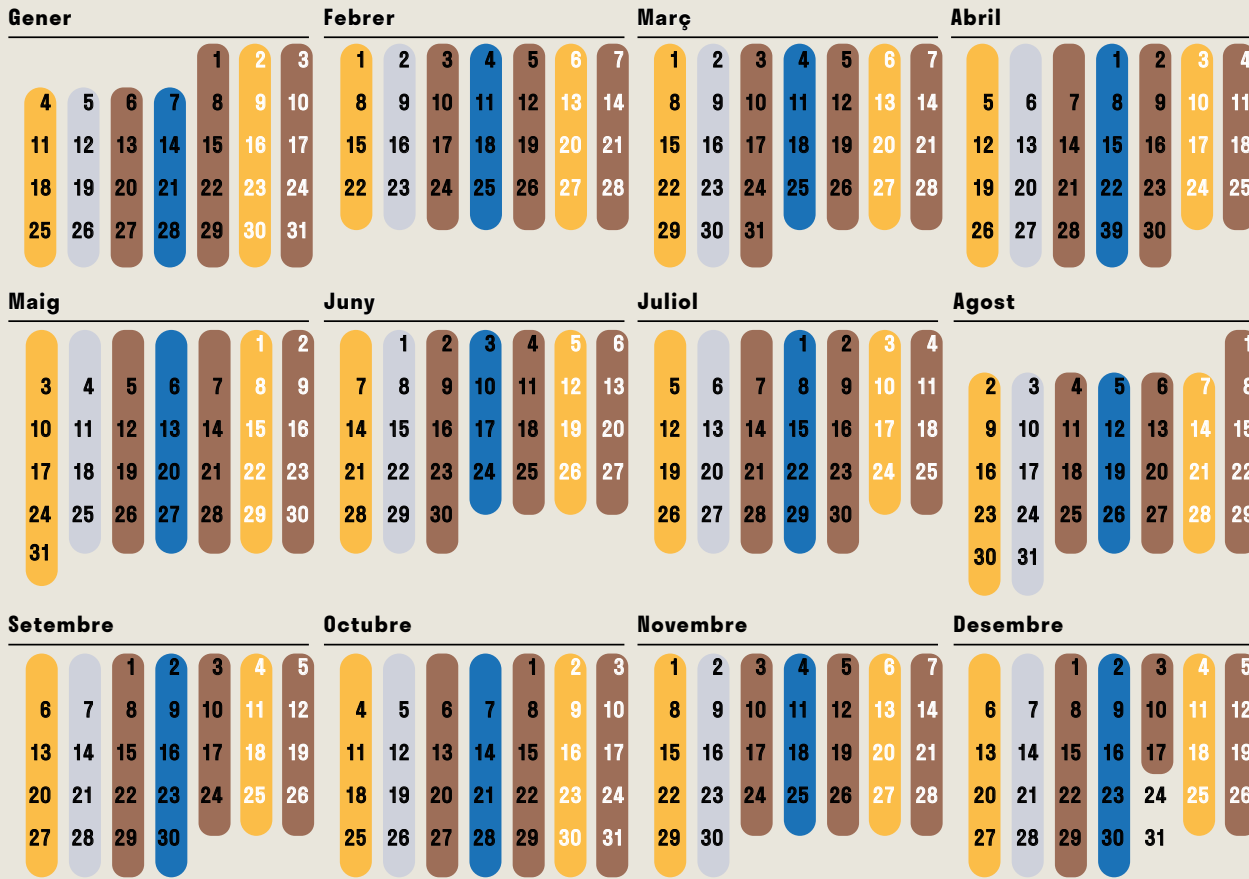 Gener Febrer Març Abril
1 2 3 1 2 3 4 5 6 7 1 2 3 4 5 6 7 1 2 3 4
4 5 6 7 8 9 10 8 9 10 11 12 13 14 8 9 10 11 12 13 14 5 6 7 8 9 10 11
11 12 13 14 15 16 17 15 16 17 18 19 20 21 15 16 17 18 19 20 21 12 13 14 15 16 17 18
18 19 20 21 22 23 24 22 23 24 25 26 27 28 22 23 24 25 26 27 28 19 20 21 22 23 24 25
25 26 27 28 29 30 31 29 30 31 26 27 28 39 30
Maig Juny Juliol Agost
1 2 1 2 3 4 5 6 1 2 3 4 1
3 4 5 6 7 8 9 7 8 9 10 11 12 13 5 6 7 8 9 10 11 2 3 4 5 6 7 8
10 11 12 13 14 15 16 14 15 16 17 18 19 20 12 13 14 15 16 17 18 9 10 11 12 13 14 15
17 18 19 20 21 22 23 21 22 23 24 25 26 27 19 20 21 22 23 24 25 16 17 18 19 20 21 22
24 25 26 27 28 29 30 28 29 30 26 27 28 29 30 23 24 25 26 27 28 29
31 30 31
Setembre Octubre Novembre Desembre
1 2 3 4 5 1 2 3 1 2 3 4 5 6 7 1 2 3 4 5
6 7 8 9 10 11 12 4 5 6 7 8 9 10 8 9 10 11 12 13 14 6 7 8 9 10 11 12
13 14 15 16 17 18 19 11 12 13 14 15 16 17 15 16 17 18 19 20 21 13 14 15 16 17 18 19
20 21 22 23 24 25 26 18 19 20 21 22 23 24 22 23 24 25 26 27 28 20 21 22 23 24 25 26
27 28 29 30 25 26 27 28 29 30 31 29 30 27 28 29 30 31